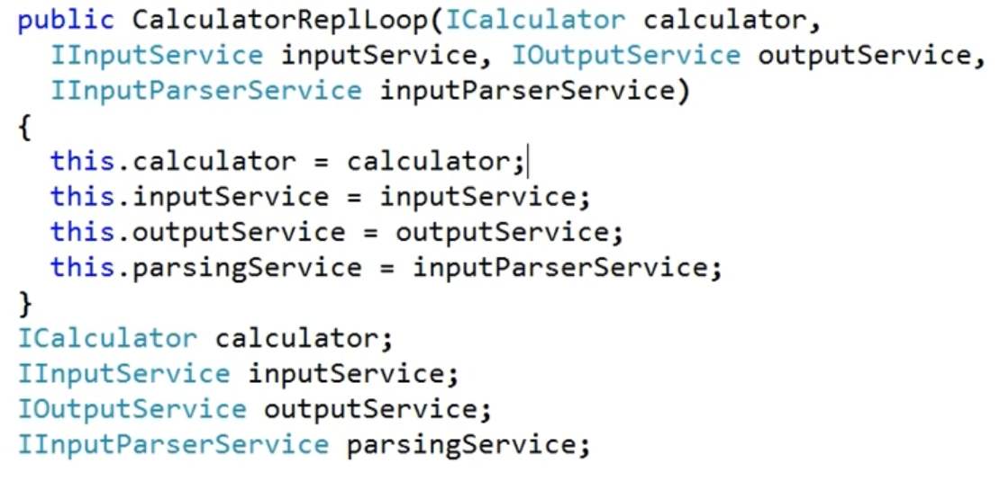 public CalculatorReplLoop(ICalculator calculator,
  IInputService inputService, IOutputService outputService,
  IInputParserService inputParserService)
{
  this.calculator = calculator;
  this.inputService = inputService;
  this.outputService = outputService;
  this.parsingService = inputParserService;
}
ICalculator calculator;
IInputService inputService;
IOutputService outputService;
IInputParserService parsingService;